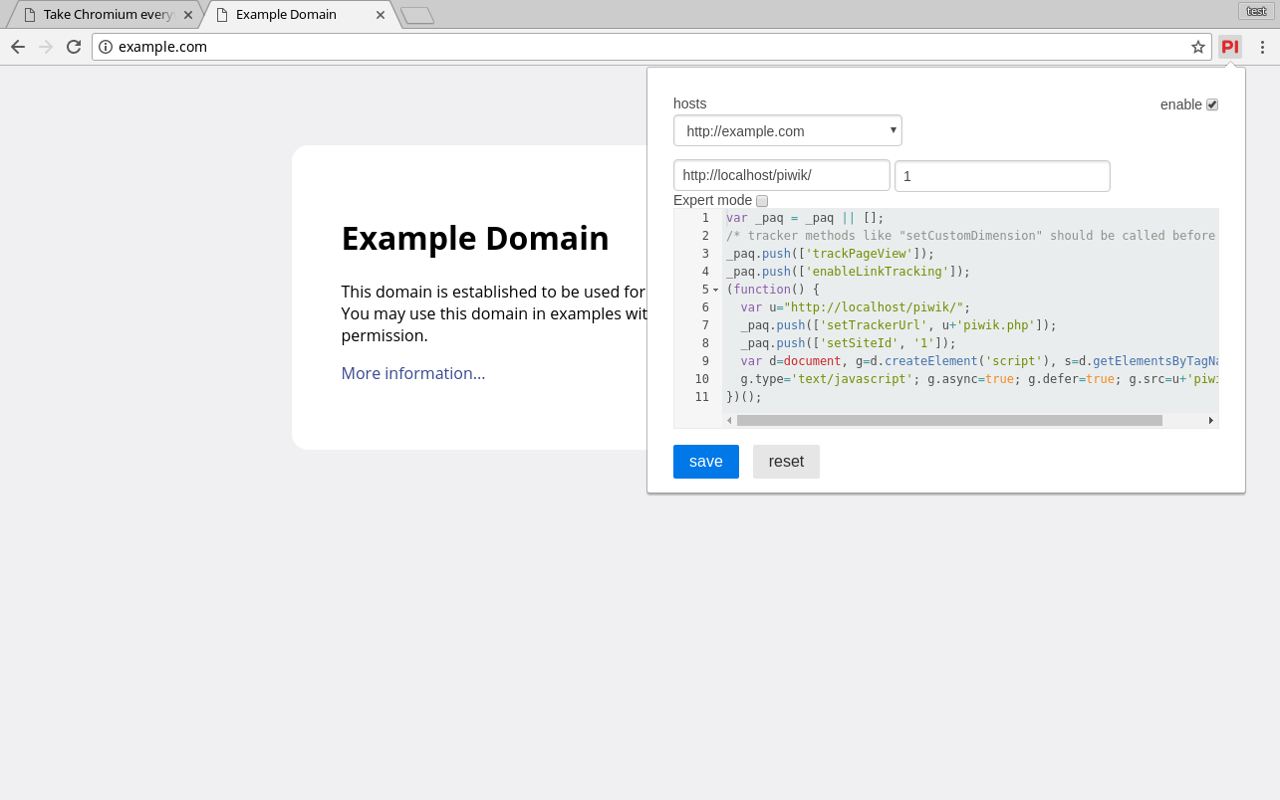 Take Chromium every
Example Domain
test
example.com
PI
hosts
enable
http://example.com
http://localhost/piwik/
1
Expert mode
1 var _paq = _paq || [];
2 /* tracker methods like "setCustomDimension" should be called before
3 _paq.push(['trackPageView']);
4 _paq.push(['enableLinkTracking']);
5 (function() {
6 var u="http://localhost/piwik/";
7 _paq.push(['setTrackerUrl', u+'piwik.php']);
8 _paq.push(['setSiteId', '1']);
9 var d=document, g=d.createElement('script'), s=d.getElementsByTagNa
10 g.type='text/javascript'; g.async=true; g.defer=true; g.src=u+'piwi
11 })();
save
reset
Example Domain
This domain is established to be used for
You may use this domain in examples wit
permission.
More information...